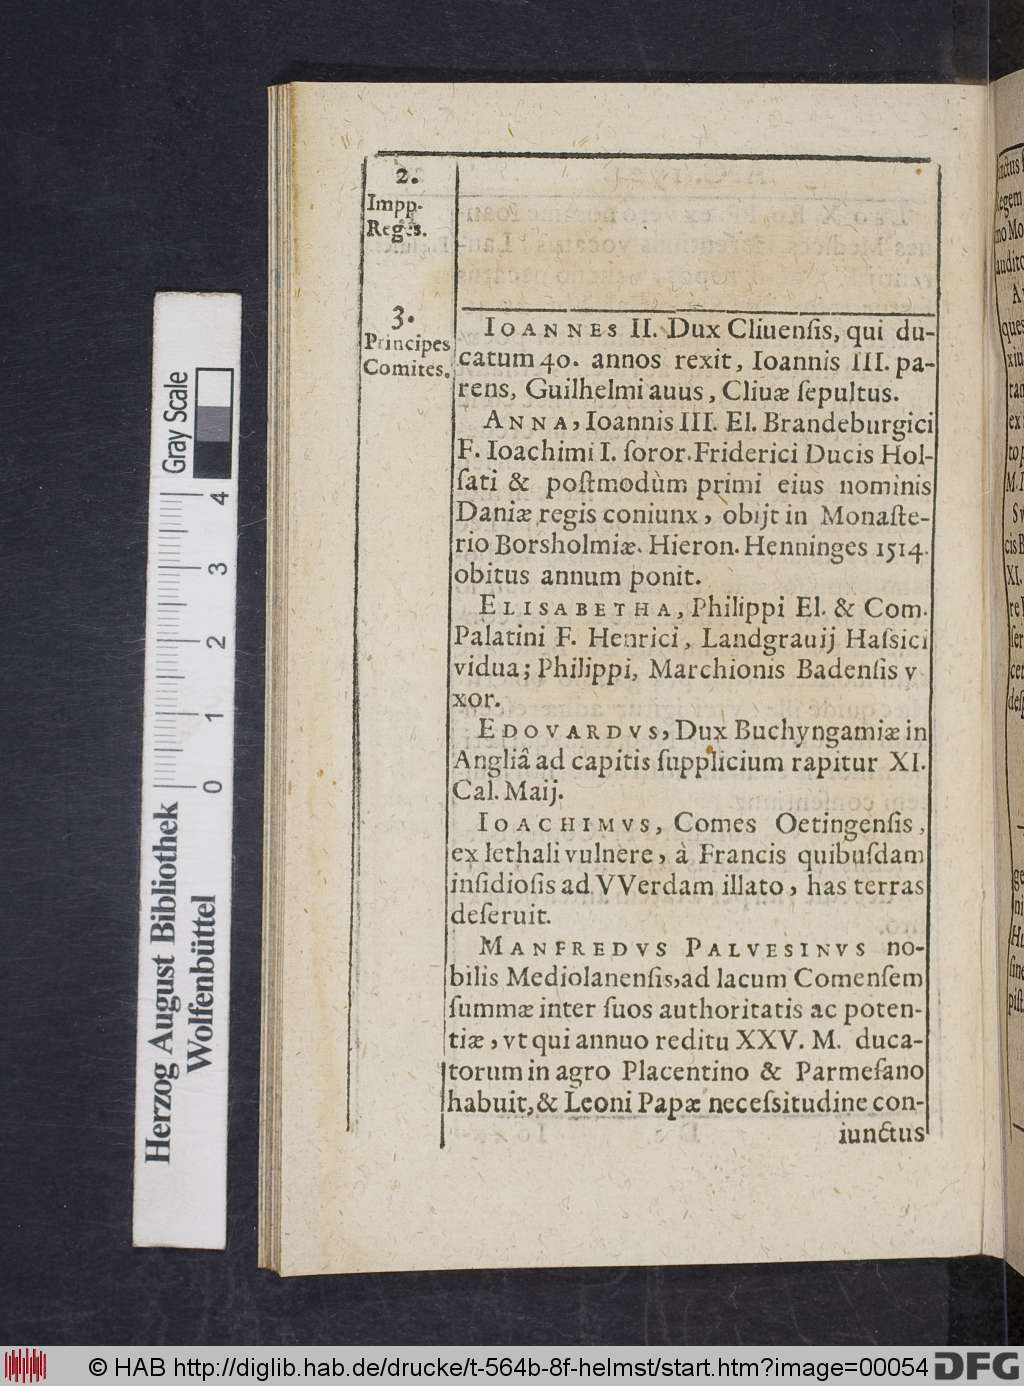 2.
Impp.
Reges.
3.
Principes
Comites.
IOANNES II. Dux Cliuenſis, qui du-
catum 40. annos rexit, Ioannis III. pa-
rens, Guilhelmi auus, Cliuæ ſepultus.
ANNA, Ioannis III. El. Brandeburgici
F. Ioachimi I. ſoror. Friderici Ducis Hol-
ſati & poſtmodùm primi eius nominis
Daniæ regis coniunx, obijt in Monaſte-
rio Borsholmiæ. Hieron. Henninges 1514.
obitus annum ponit.
ELISABETHA, Philippi El. & Com.
Palatini F. Henrici, Landgrauij Haſsici
vidua; Philippi, Marchionis Badenſis v
xor.
EDOVARDVS, Dux Buchyngamiæ in
Angliâ ad capitis ſupplicium rapitur XI.
Cal. Maij.
IOACHIMVS, Comes Oetingenſis,
ex lethali vulnere, à Francis quibuſdam
inſidioſis ad VVerdam illato, has terras
deſeruit.
MANFREDVS PALVESINVS no-
bilis Mediolanenſis, ad lacum Comenſem
ſummæ inter ſuos authoritatis ac poten-
tiæ, vt qui annuo reditu XXV. M. duca-
torum in agro Placentino & Parmeſano
habuit, & Leoni Papæ neceſsitudine con-
iunctus
Herzog August Bibliothek
Wolfenbüttel
Gray Scale
0 1 2 3 4
© HAB http://diglib.hab.de/drucke/t-564b-8f-helmst/start.htm?image=00054
DFG